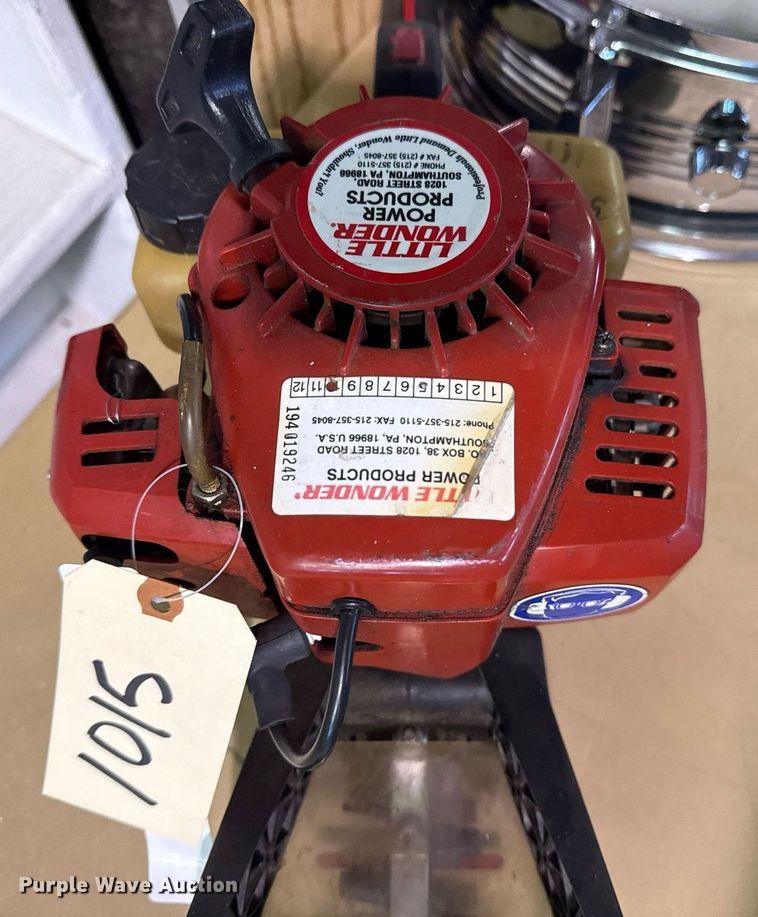 LITTLE
WONDER®
POWER
PRODUCTS
1028 STREET ROAD,
SOUTHAMPTON, PA 18966
PHONE # (215) 357-5110
FAX # (215) 357-8045
Professionals Demand Little Wonder, Shouldn't You?
LITTLE WONDER®
POWER PRODUCTS
P.O. BOX 38, 1028 STREET ROAD
SOUTHAMPTON, PA 18966 U.S.A.
Phone: 215-357-5110 FAX: 215-357-8045
194019246
1 2 3 4 5 6 7 8 9 11 12
1015
Purple Wave Auction